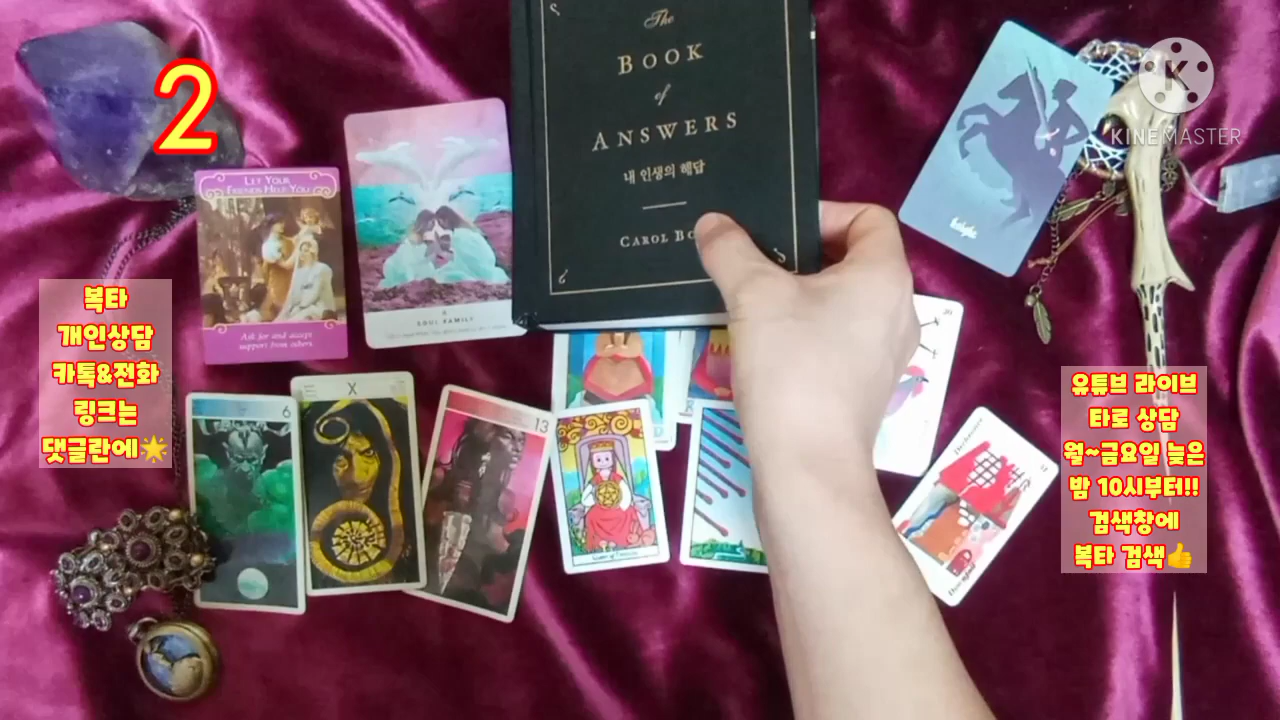 2
The
BOOK
of
ANSWERS
내 인생의 해답
CAROL BO
KINEMASTER
LET YOUR
FRIENDS HELP YOU
Ask for and accept
support from others.
SOUL FAMILY
knight
복타
개인상담
카톡&전화
링크는
댓글란에🌟
유튜브 라이브
타로 상담
월~금요일 늦은
밤 10시부터!!
검색창에
복타 검색👍
6
X
13
Queen of Pentacles